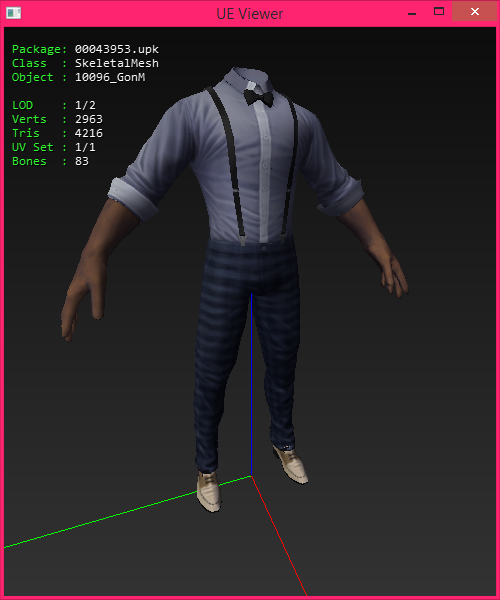 UE Viewer
Package: 00043953.upk
Class  : SkeletalMesh
Object : 10096_GonM
LOD    : 1/2
Verts  : 2963
Tris   : 4216
UV Set : 1/1
Bones  : 83